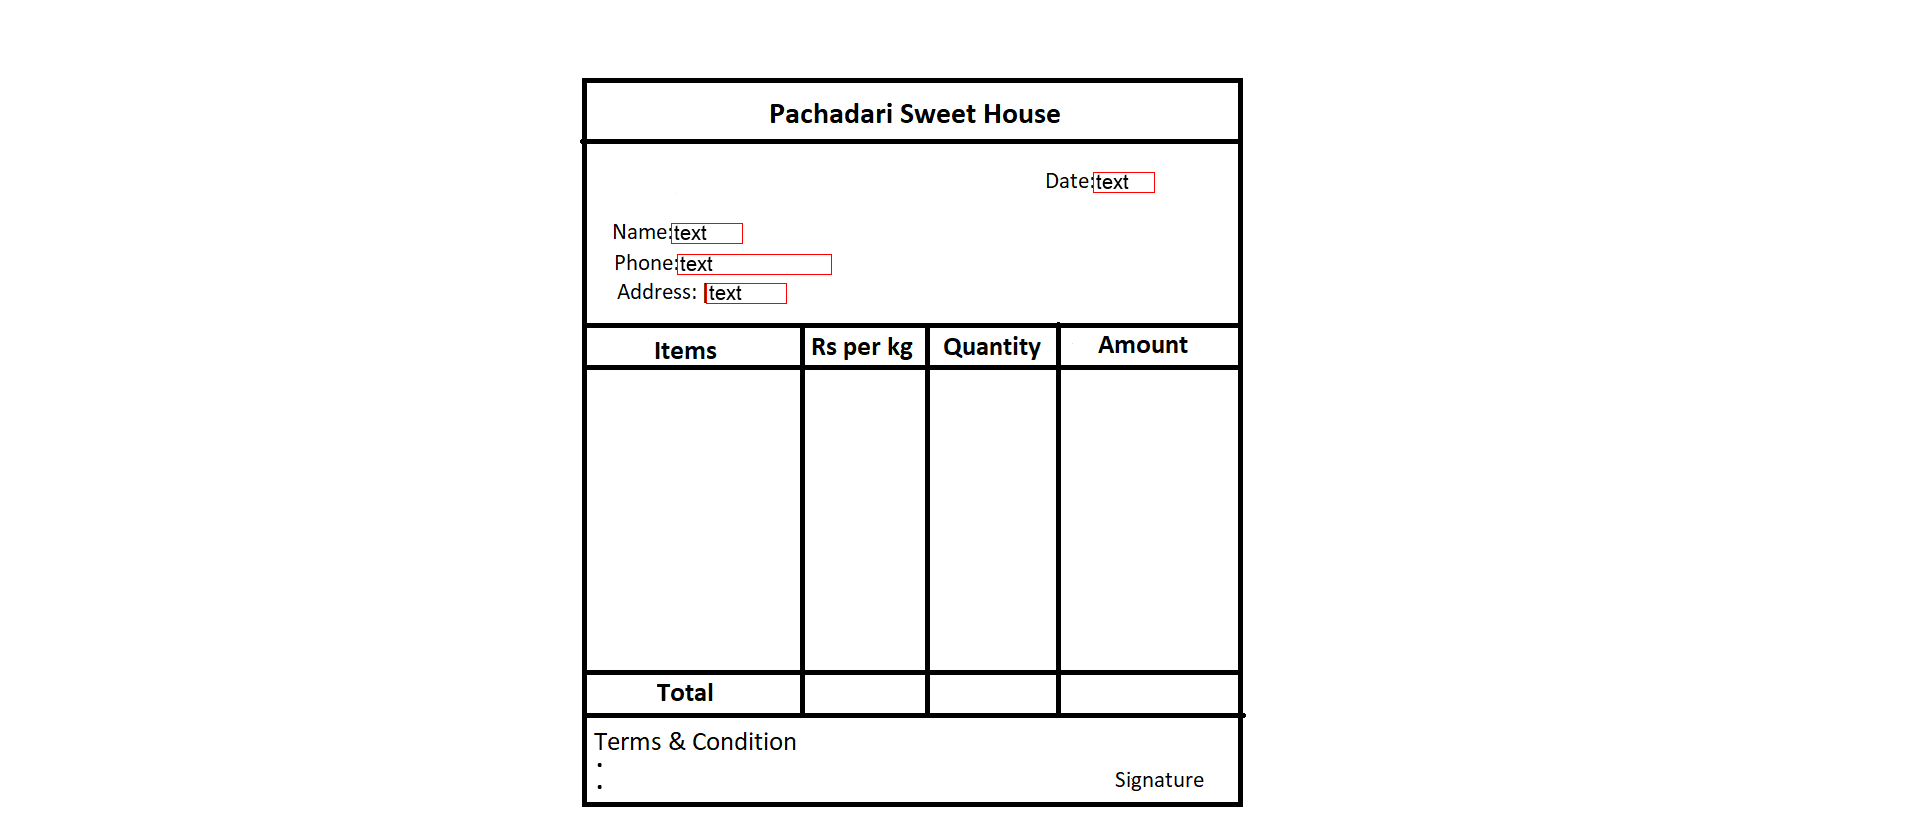 Pachadari Sweet House
Date:text
Name:text
Phone:text
Address: text
Items Rs per kg Quantity Amount
Total
Terms & Condition
•
•
Signature